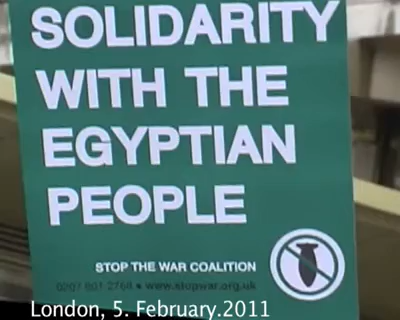 SOLIDARITY
WITH THE
EGYPTIAN
PEOPLE
STOP THE WAR COALITION
0207 801 2768 • www.stopwar.org.uk
London, 5. February.2011